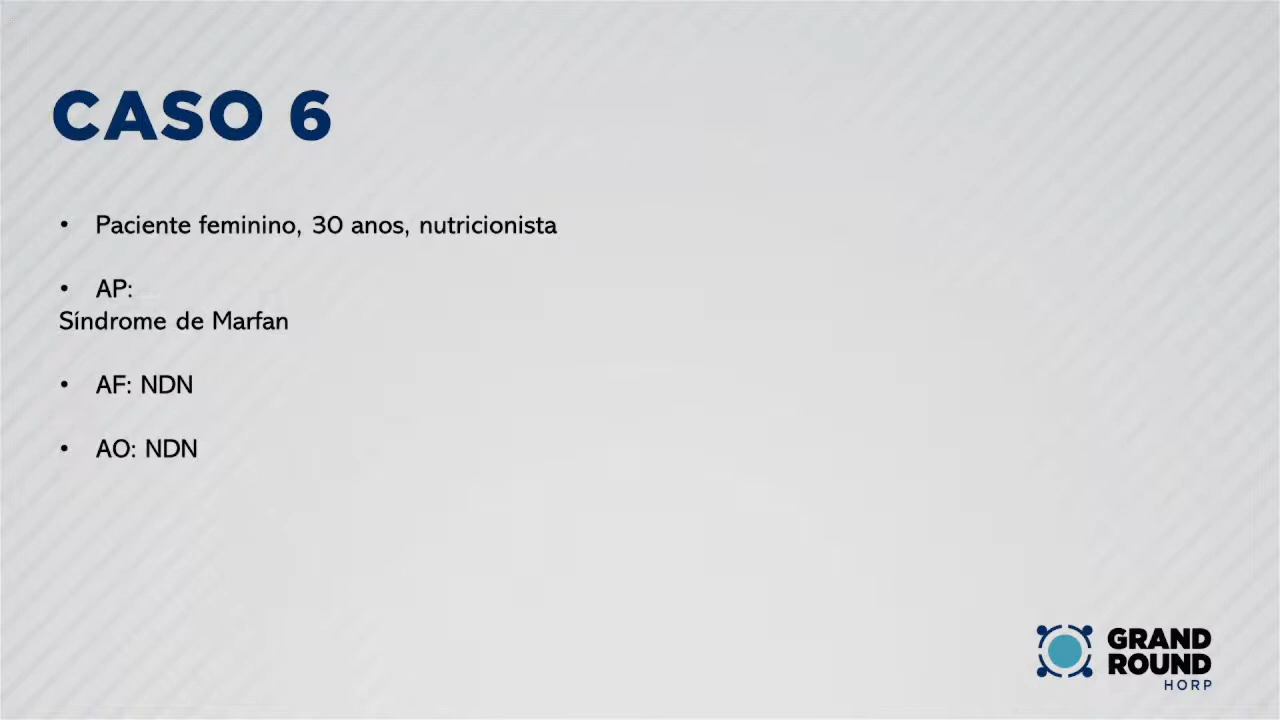 CASO 6
• Paciente feminino, 30 anos, nutricionista
• AP:
Síndrome de Marfan
• AF: NDN
• AO: NDN
GRAND
ROUND
HORP